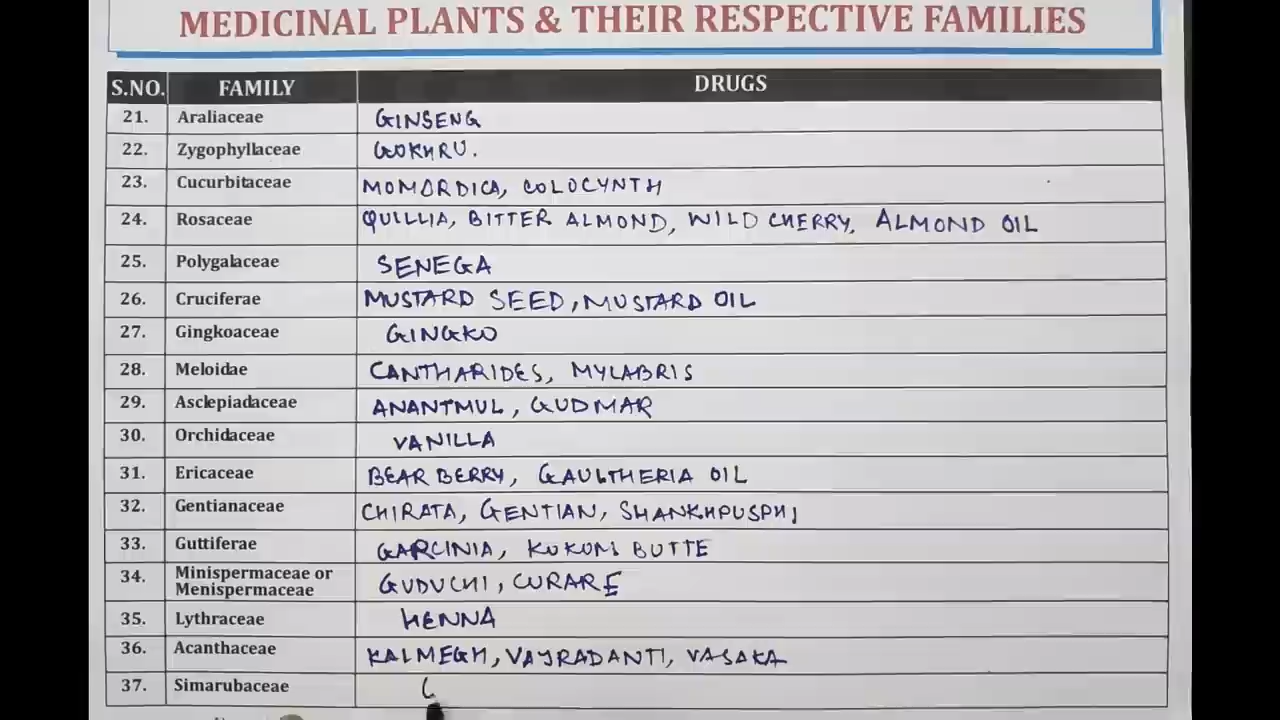 MEDICINAL PLANTS & THEIR RESPECTIVE FAMILIES
S.NO. FAMILY DRUGS
21. Araliaceae GINSENG
22. Zygophyllaceae GOKHRU.
23. Cucurbitaceae MOMORDICA, COLOCYNTH
24. Rosaceae QUILLIA, BITTER ALMOND, WILD CHERRY, ALMOND OIL
25. Polygalaceae SENEGA
26. Cruciferae MUSTARD SEED, MUSTARD OIL
27. Gingkoaceae GINGKO
28. Meloidae CANTHARIDES, MYLABRIS
29. Asclepiadaceae ANANTMUL, GUDMAR
30. Orchidaceae VANILLA
31. Ericaceae BEAR BERRY, GAULTHERIA OIL
32. Gentianaceae CHIRATA, GENTIAN, SHANKHPUSPHI
33. Guttiferae GARCINIA, KOKUM BUTTE
34. Minispermaceae or GUDUCHI, CURARE
Menispermaceae
35. Lythraceae HENNA
36. Acanthaceae KALMEGH, VAJRADANTI, VASAKA
37. Simarubaceae